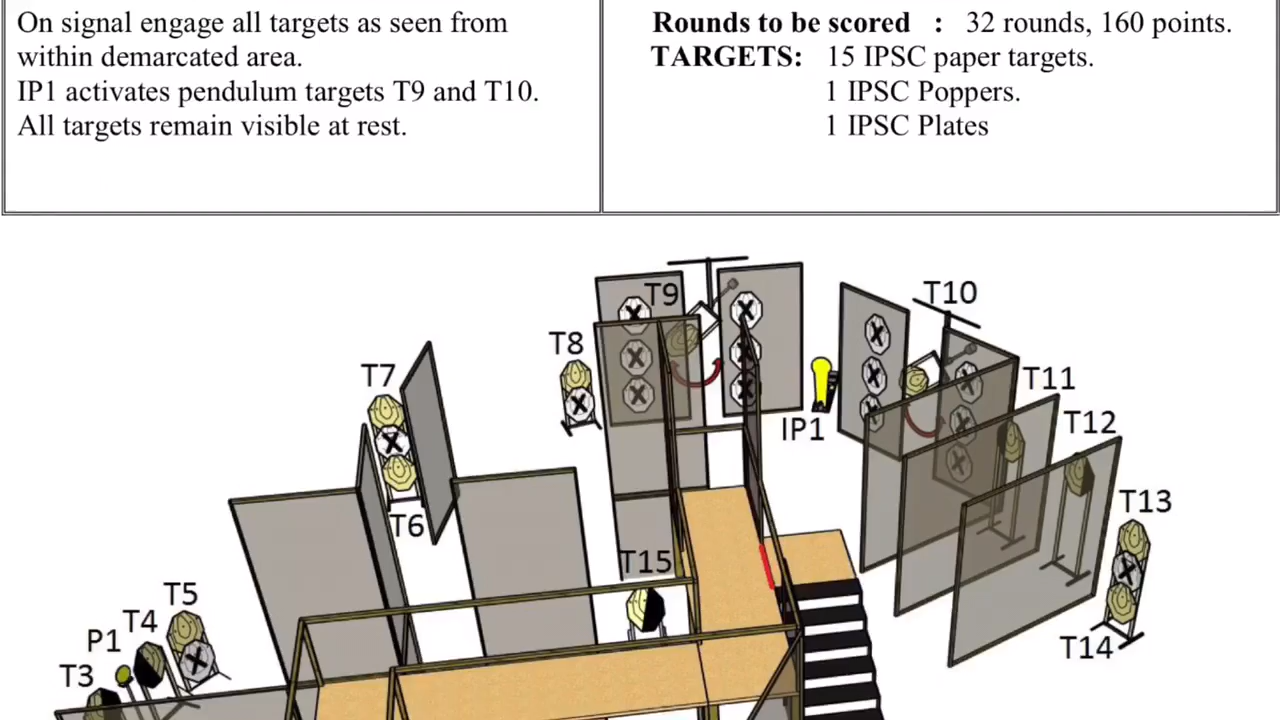 On signal engage all targets as seen from
within demarcated area.
IP1 activates pendulum targets T9 and T10.
All targets remain visible at rest.
Rounds to be scored : 32 rounds, 160 points.
TARGETS: 15 IPSC paper targets.
1 IPSC Poppers.
1 IPSC Plates
T9
T10
T8
T7
T11
IP1
T12
T13
T6
T15
T5
T4
P1
T14
T3